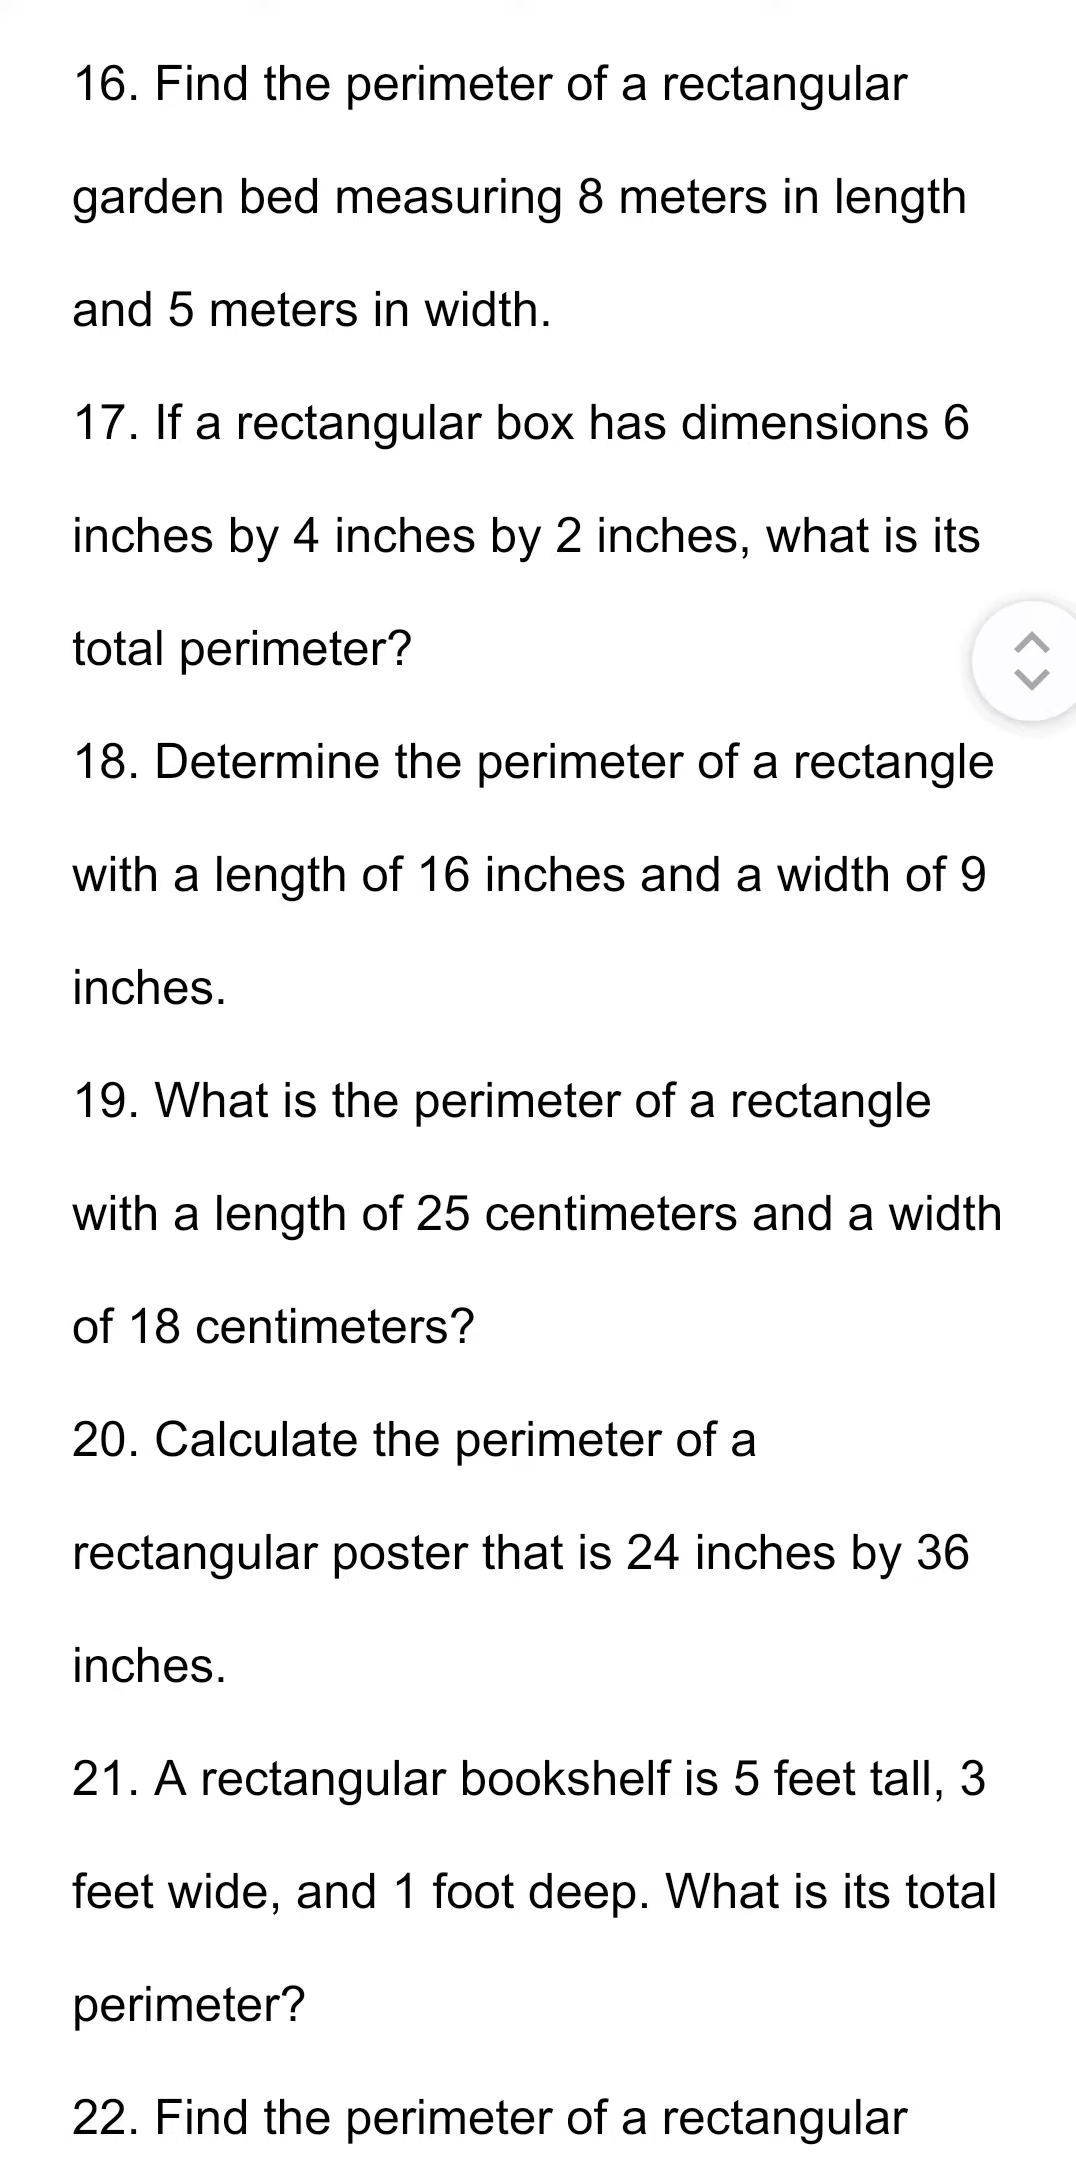 16. Find the perimeter of a rectangular
garden bed measuring 8 meters in length
and 5 meters in width.
17. If a rectangular box has dimensions 6
inches by 4 inches by 2 inches, what is its
total perimeter?
18. Determine the perimeter of a rectangle
with a length of 16 inches and a width of 9
inches.
19. What is the perimeter of a rectangle
with a length of 25 centimeters and a width
of 18 centimeters?
20. Calculate the perimeter of a
rectangular poster that is 24 inches by 36
inches.
21. A rectangular bookshelf is 5 feet tall, 3
feet wide, and 1 foot deep. What is its total
perimeter?
22. Find the perimeter of a rectangular